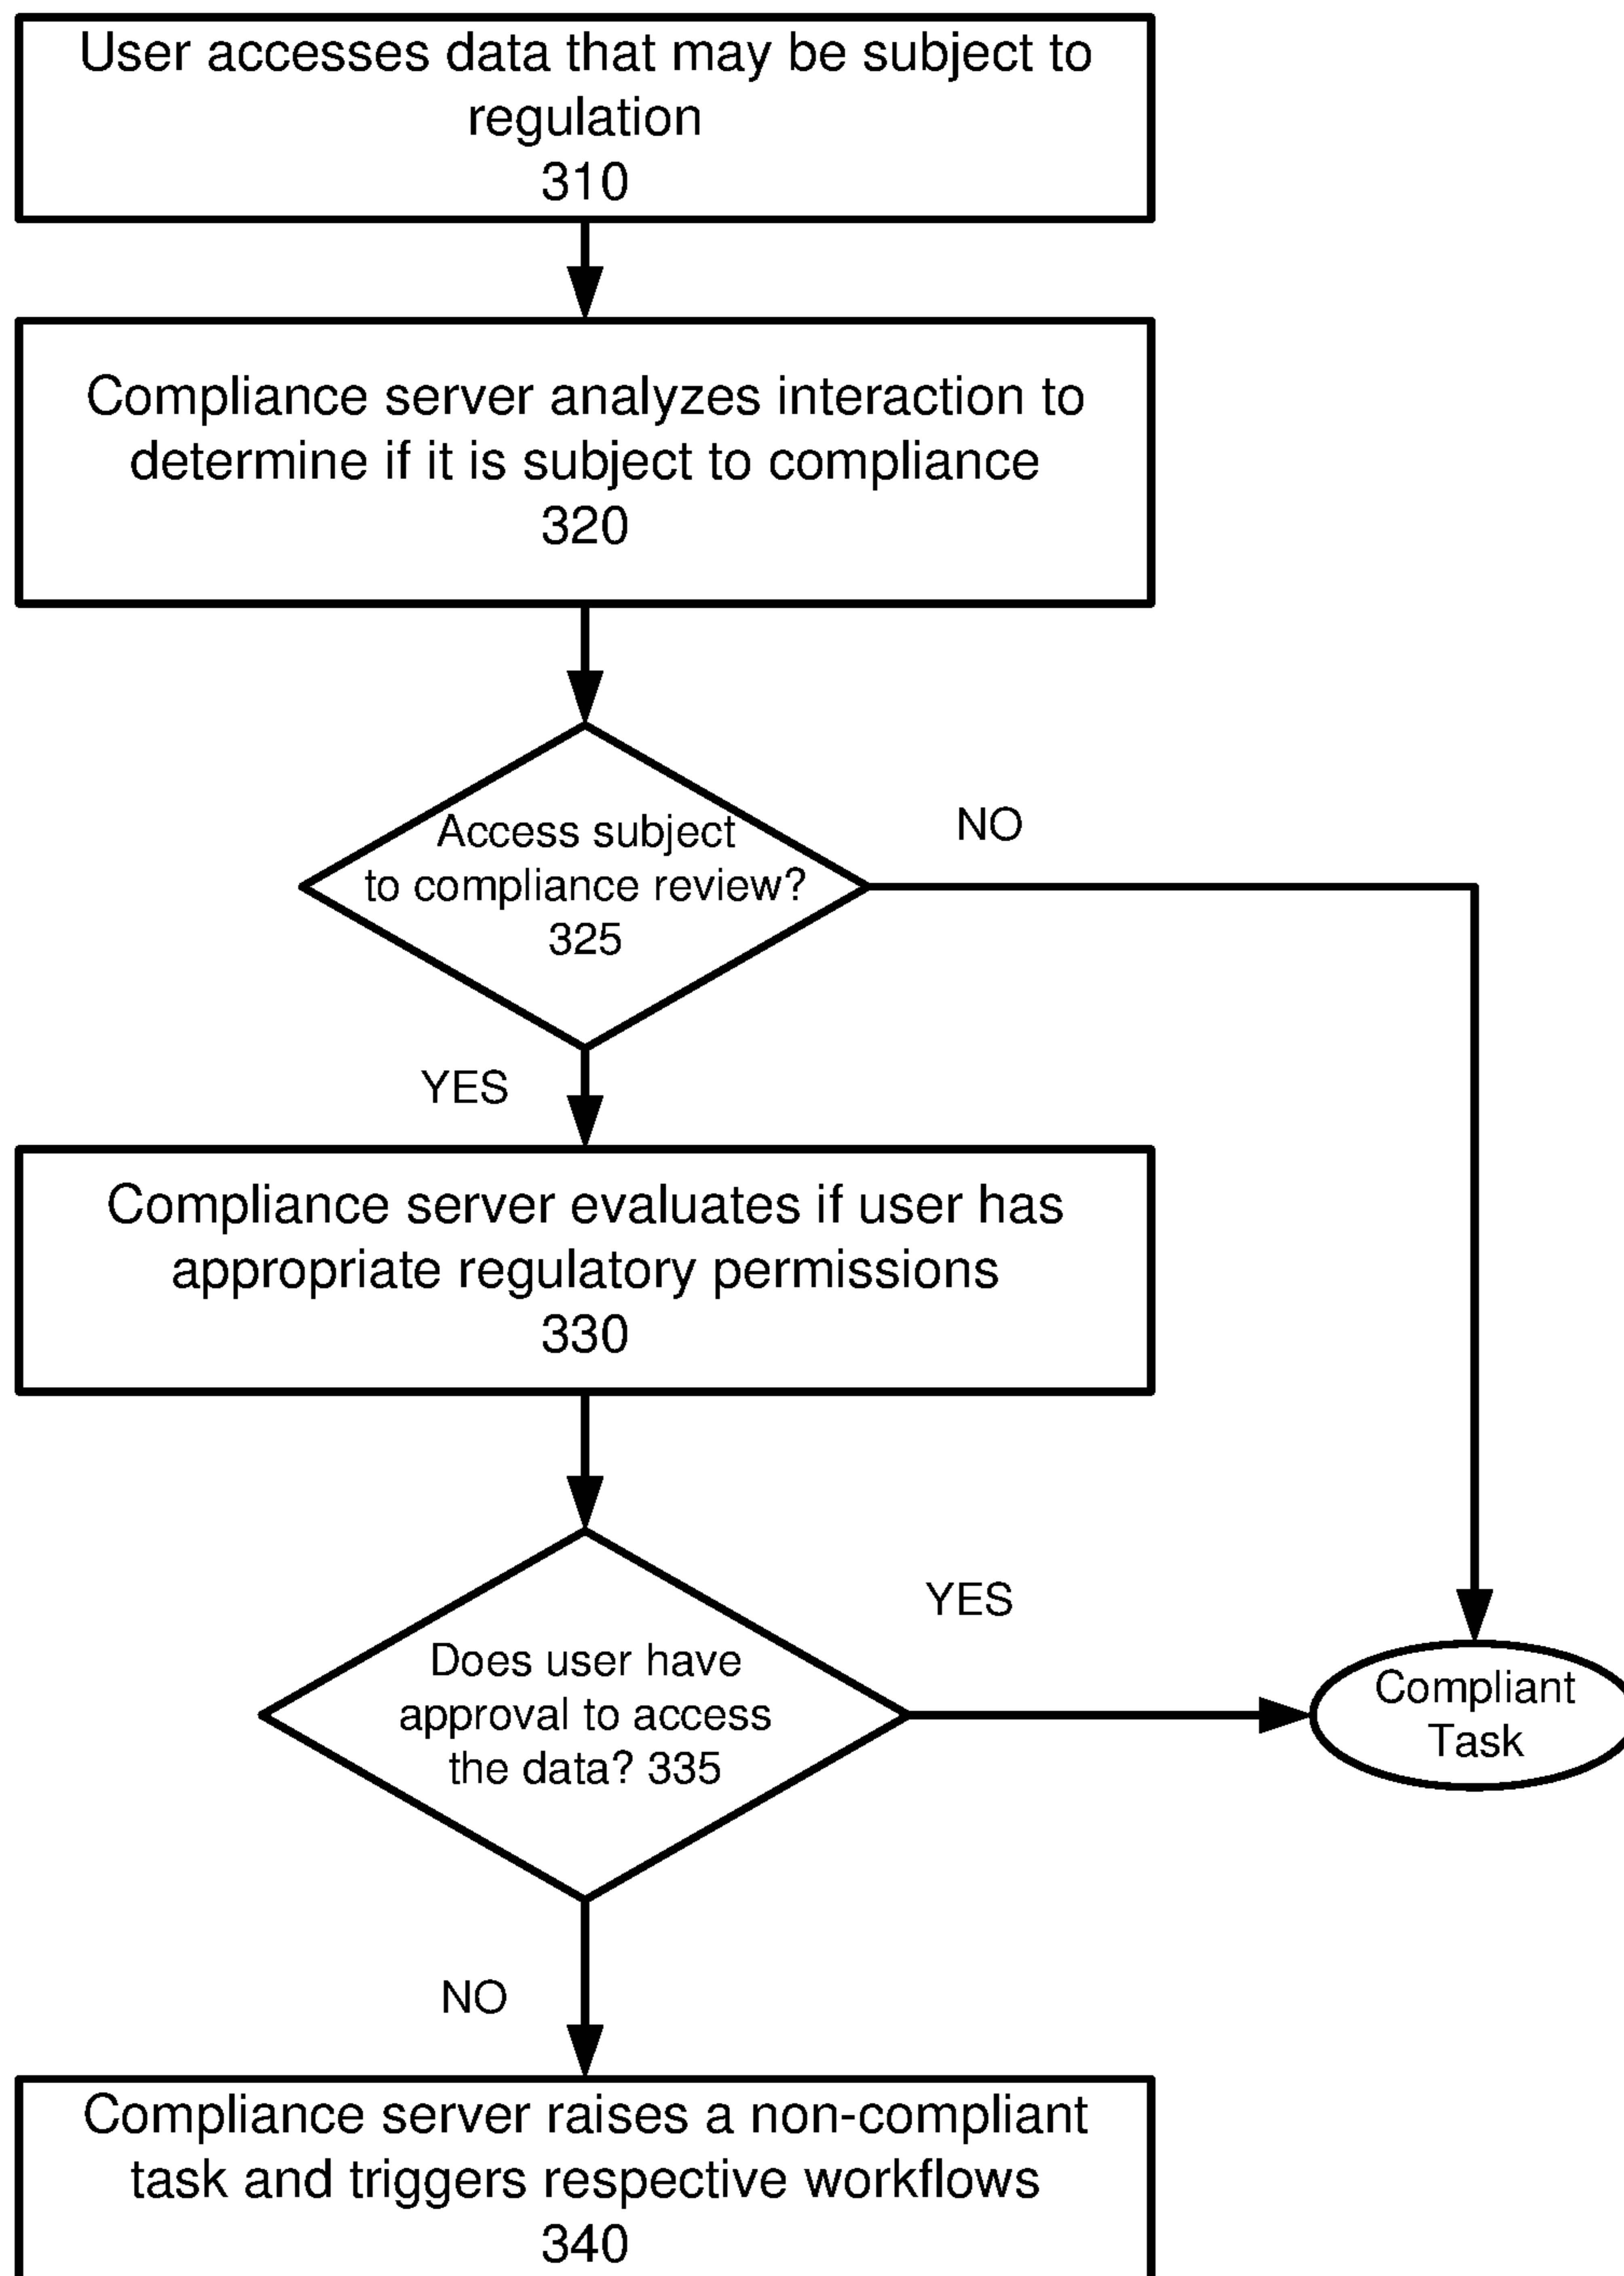 User accesses data that may be subject to
regulation
310
Compliance server analyzes interaction to
determine if it is subject to compliance
320
Access subject
to compliance review?
325
NO
YES
Compliance server evaluates if user has
appropriate regulatory permissions
330
YES
Does user have
approval to access
the data? 335
Compliant
Task
NO
Compliance server raises a non-compliant
task and triggers respective workflows
340